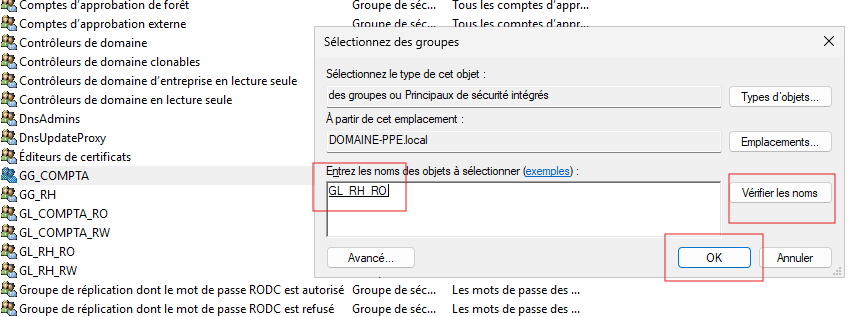 Comptes d'approbation de forêt Groupe de séc... Tous les comptes d'appr...
Comptes d'approbation externe Groupe de séc... Tous les comptes d'appr...
Contrôleurs de domaine
Contrôleurs de domaine clonables
Contrôleurs de domaine d'entreprise en lecture seule
Contrôleurs de domaine en lecture seule
DnsAdmins
DnsUpdateProxy
Éditeurs de certificats
GG_COMPTA
GG_RH
GL_COMPTA_RO
GL_COMPTA_RW
GL_RH_RO
GL_RH_RW
Groupe de réplication dont le mot de passe RODC est autorisé Groupe de séc... Les mots de passe des ...
Groupe de réplication dont le mot de passe RODC est refusé Groupe de séc... Les mots de passe des ...
Sélectionnez des groupes
Sélectionnez le type de cet objet :
des groupes ou Principaux de sécurité intégrés
Types d'objets...
À partir de cet emplacement :
DOMAINE-PPE.local
Emplacements...
Entrez les noms des objets à sélectionner (exemples) :
GL_RH_RO
Vérifier les noms
Avancé...
OK
Annuler